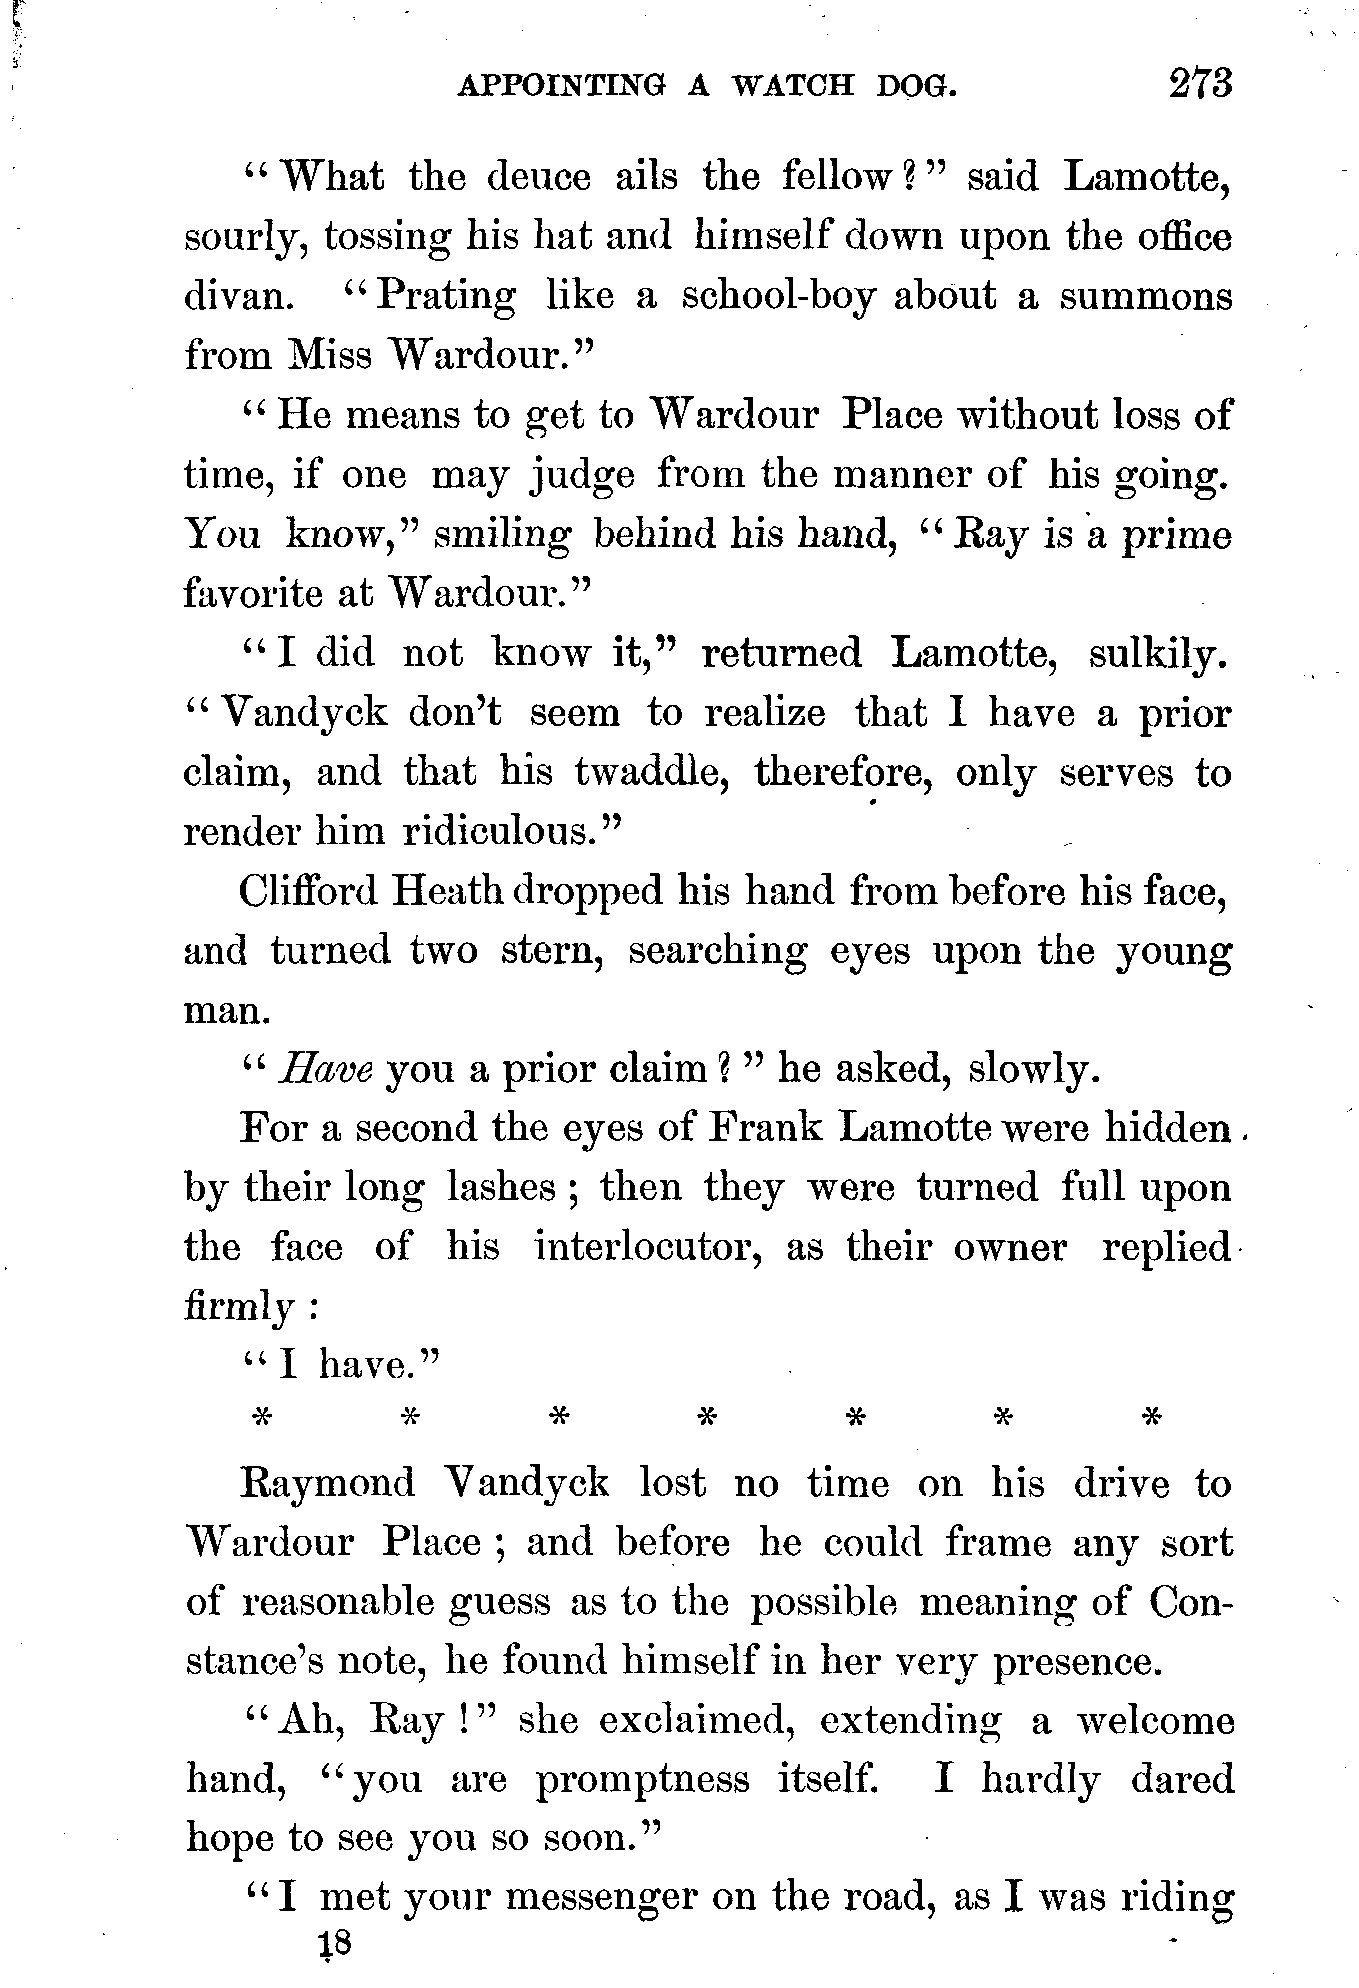 APPOINTING A WATCH DOG. 273
“What the deuce ails the fellow?” said Lamotte,
sourly, tossing his hat and himself down upon the office
divan. “Prating like a school-boy about a summons
from Miss Wardour.”
“He means to get to Wardour Place without loss of
time, if one may judge from the manner of his going.
You know,” smiling behind his hand, “Ray is a prime
favorite at Wardour.”
“I did not know it,” returned Lamotte, sulkily.
“Vandyck don’t seem to realize that I have a prior
claim, and that his twaddle, therefore, only serves to
render him ridiculous.”
Clifford Heath dropped his hand from before his face,
and turned two stern, searching eyes upon the young
man.
“Have you a prior claim?” he asked, slowly.
For a second the eyes of Frank Lamotte were hidden
by their long lashes; then they were turned full upon
the face of his interlocutor, as their owner replied
firmly:
“I have.”
* * * * * * *
Raymond Vandyck lost no time on his drive to
Wardour Place; and before he could frame any sort
of reasonable guess as to the possible meaning of Con-
stance’s note, he found himself in her very presence.
“Ah, Ray!” she exclaimed, extending a welcome
hand, “you are promptness itself. I hardly dared
hope to see you so soon.”
“I met your messenger on the road, as I was riding
18